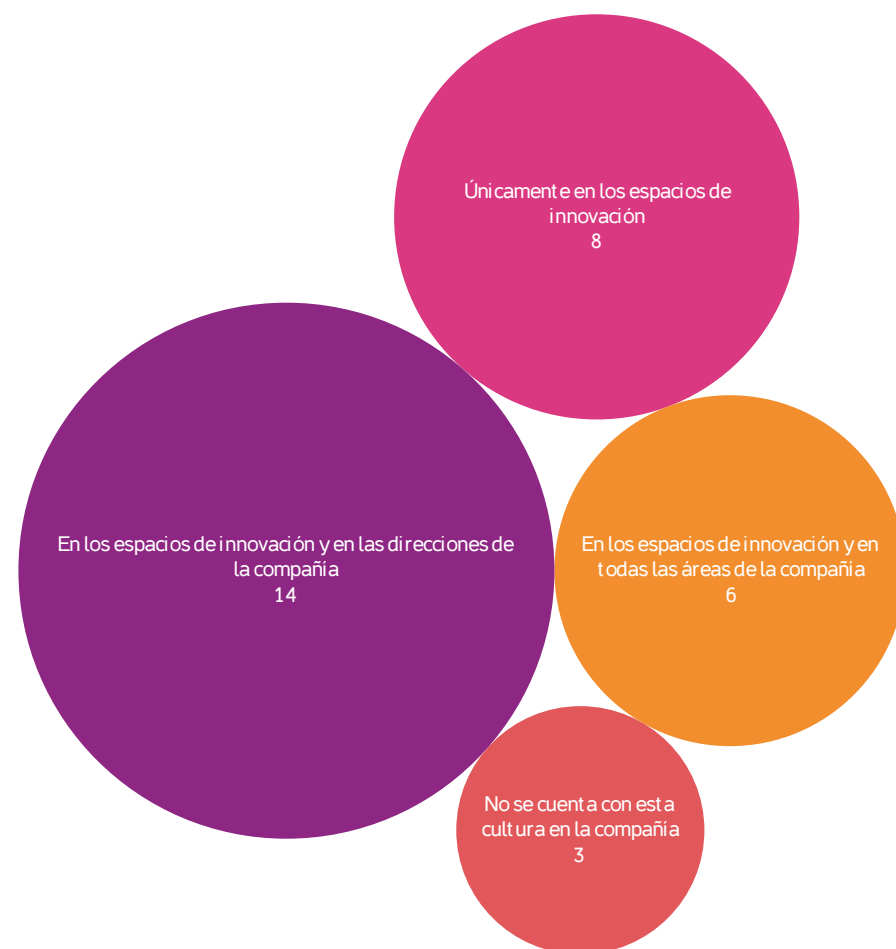 Únicamente en los espacios de
innovación
8
En los espacios de innovación y en las direcciones de
la compañía
14
En los espacios de innovación y en
todas las áreas de la compañía
6
No se cuenta con esta
cultura en la compañía
3